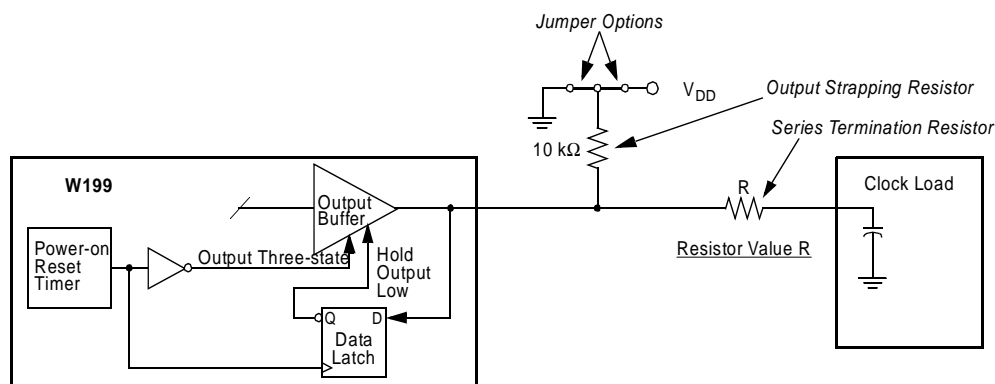 Jumper Options
VDD
Output Strapping Resistor
Series Termination Resistor
10 kΩ
W199
Output
Buffer
R
Clock Load
Power-on
Reset
Timer
Output Three-state
Hold
Output
Low
Resistor Value R
Q
D
Data
Latch